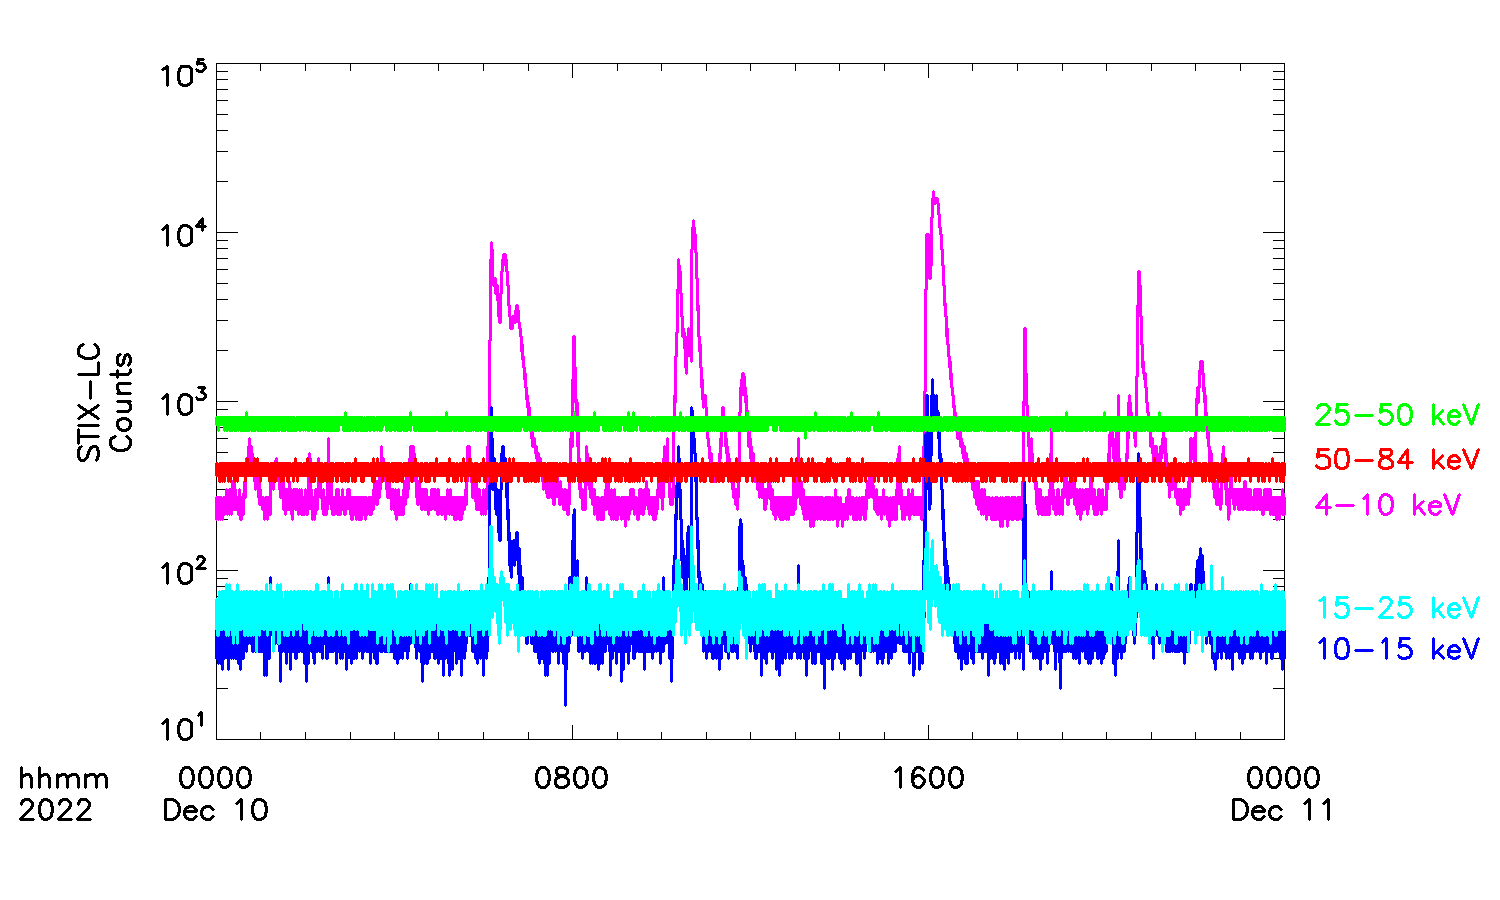 10^5
10^4
10^3
10^2
10^1
STIX-LC
Counts
25-50 keV
50-84 keV
4-10 keV
15-25 keV
10-15 keV
hhmm 0000 0800 1600 0000
2022 Dec 10 Dec 11